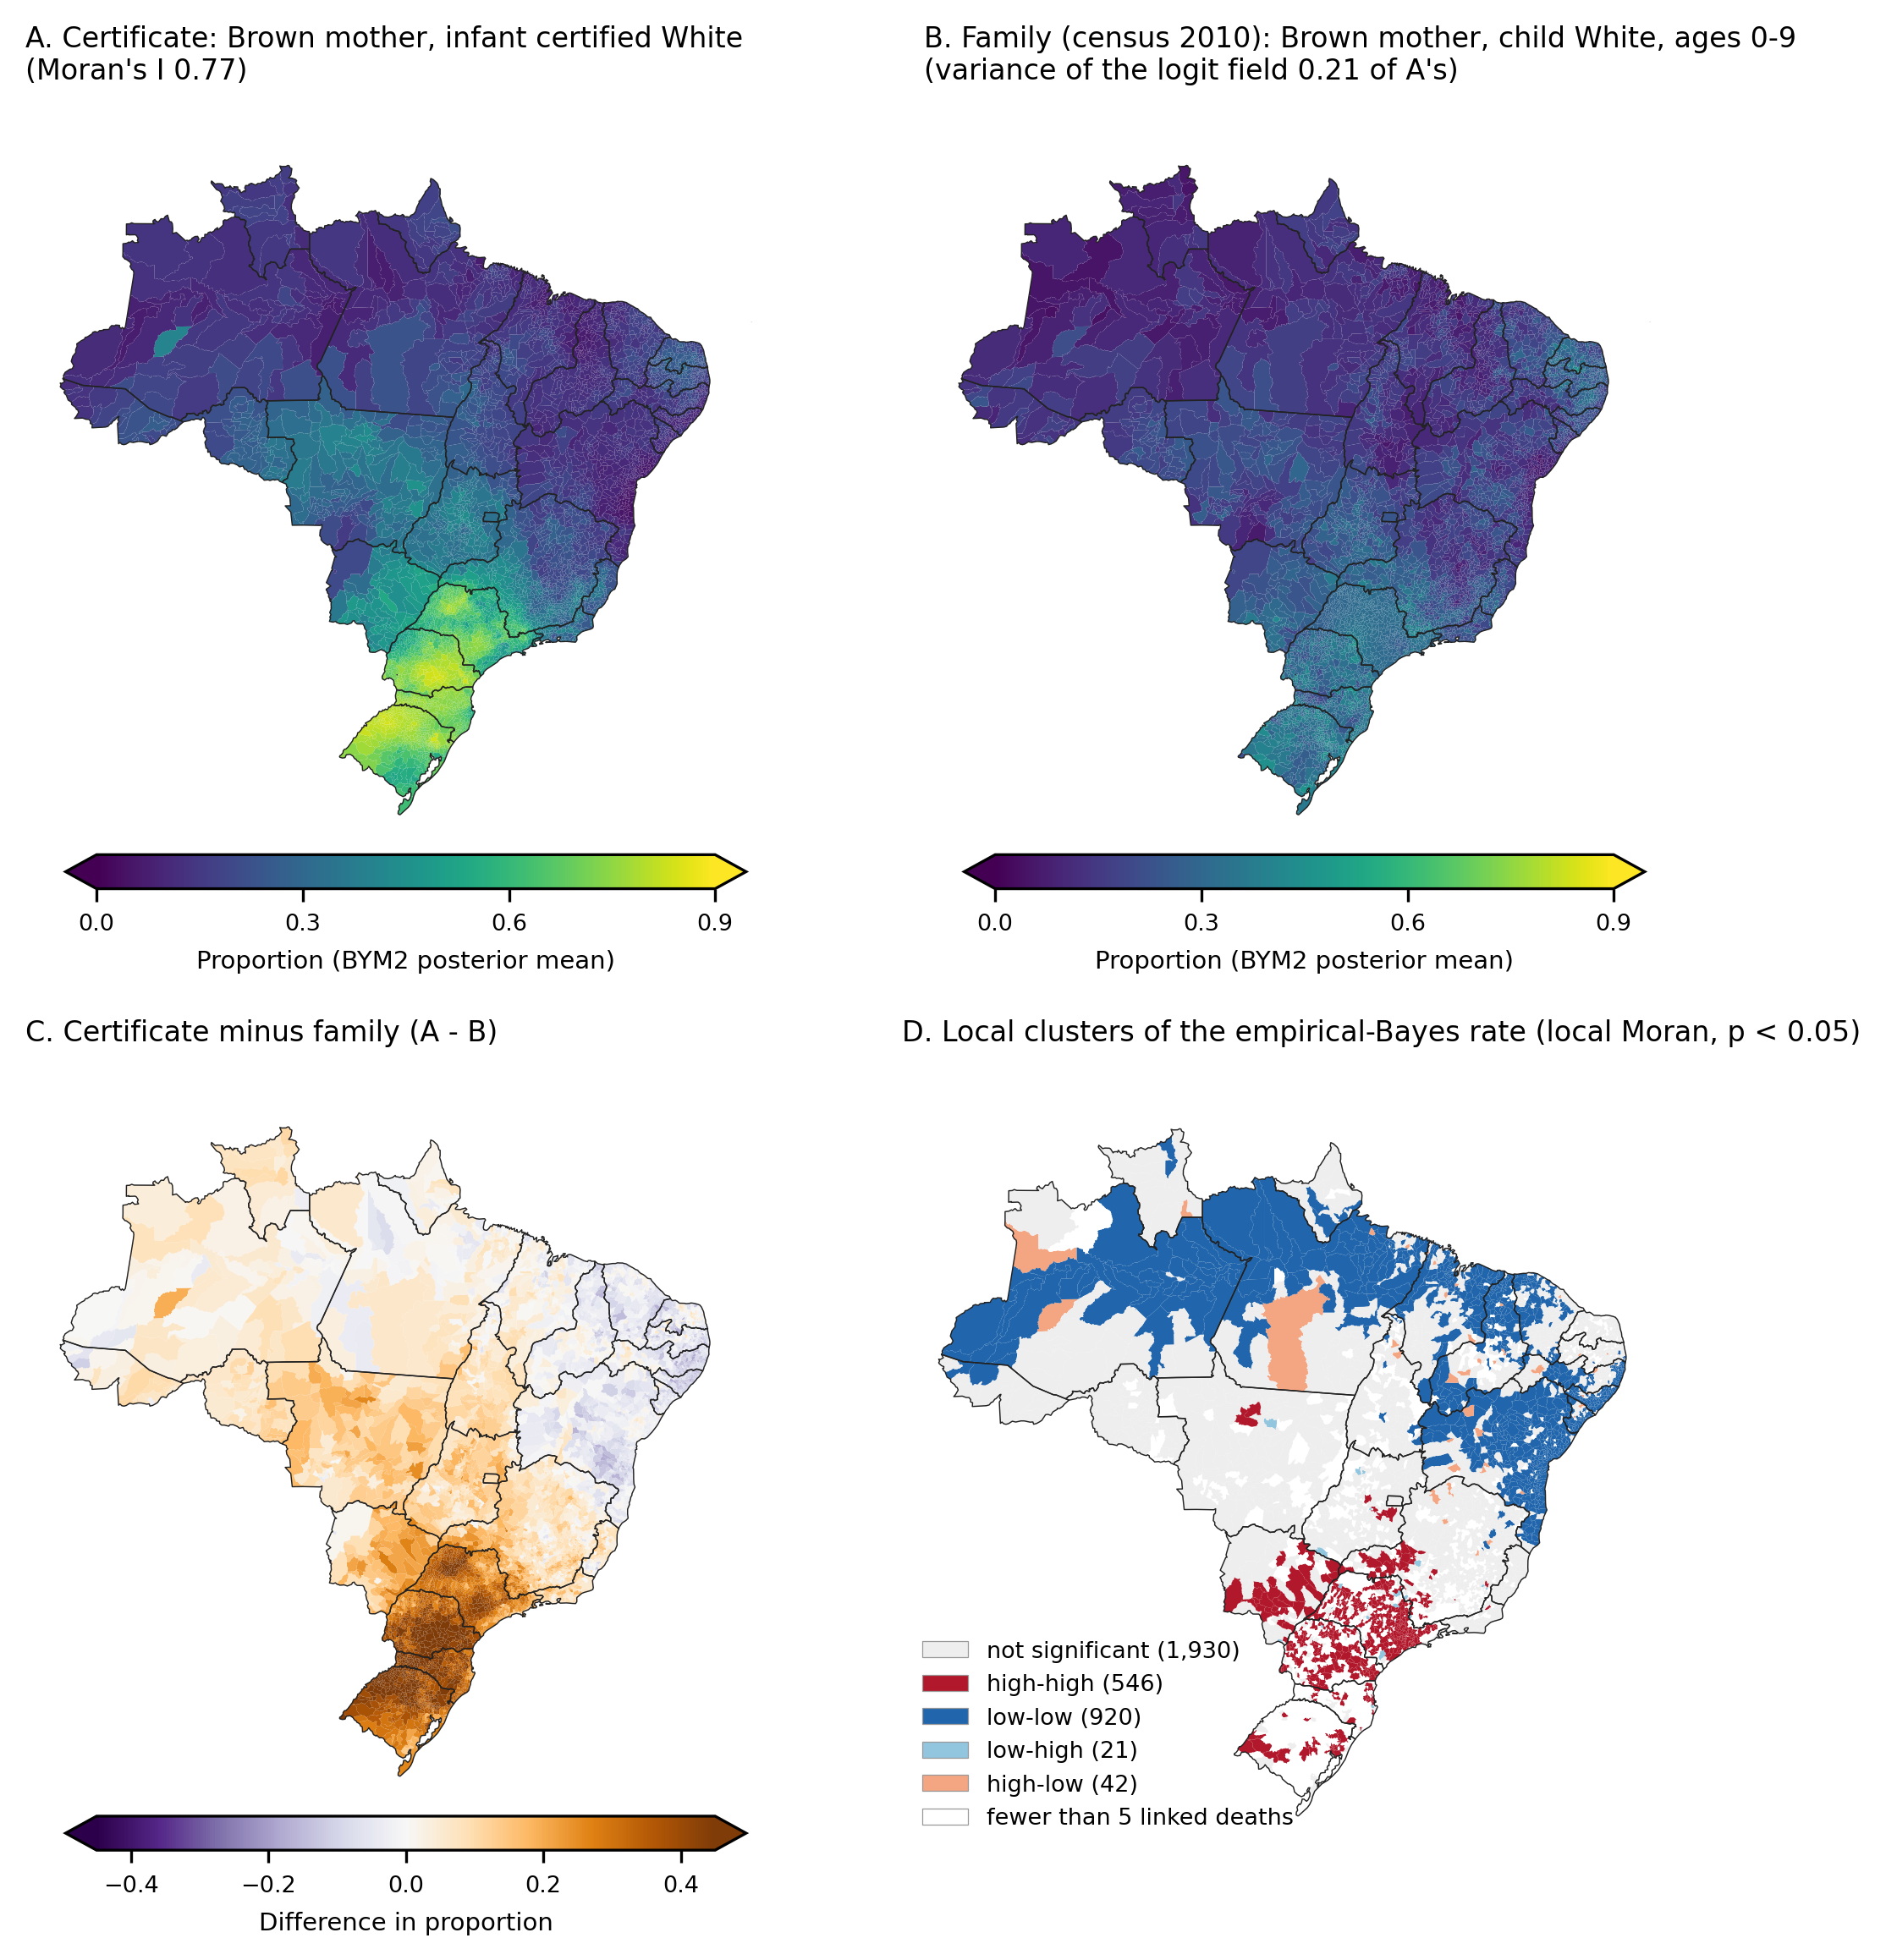 A. Certificate: Brown mother, infant certified White
(Moran's I 0.77)
B. Family (census 2010): Brown mother, child White, ages 0-9
(variance of the logit field 0.21 of A's)
0.0 0.3 0.6 0.9
Proportion (BYM2 posterior mean)
0.0 0.3 0.6 0.9
Proportion (BYM2 posterior mean)
C. Certificate minus family (A - B)
D. Local clusters of the empirical-Bayes rate (local Moran, p < 0.05)
not significant (1,930)
high-high (546)
low-low (920)
low-high (21)
high-low (42)
fewer than 5 linked deaths
−0.4 −0.2 0.0 0.2 0.4
Difference in proportion